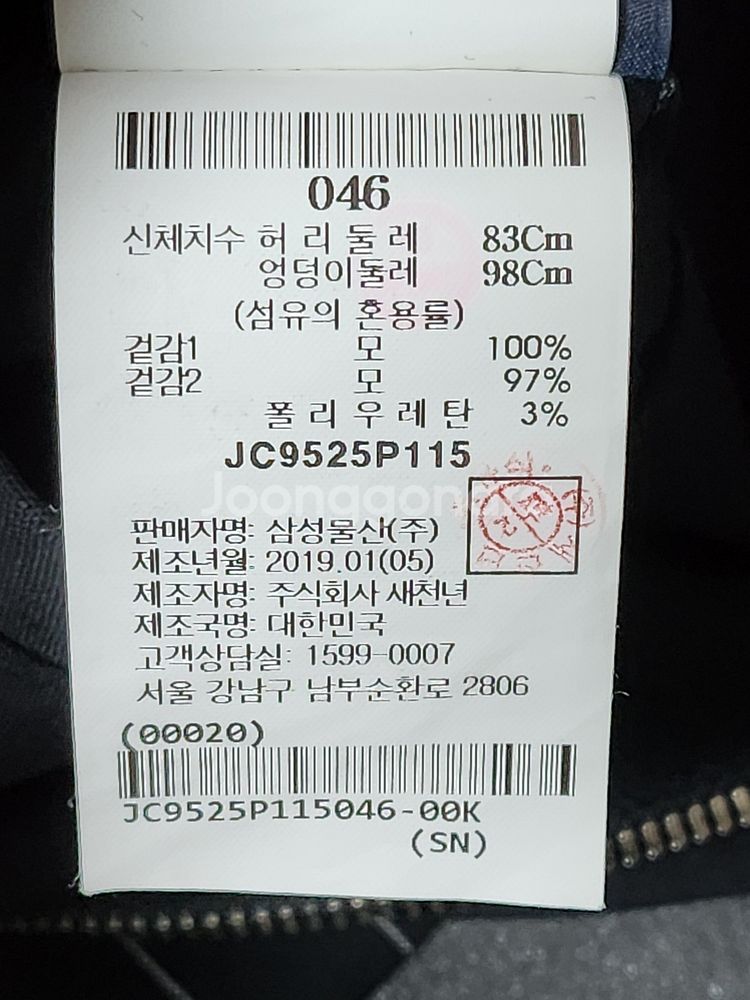 046
신체치수 허 리 둘 레 83Cm
엉덩이둘레 98Cm
(섬유의 혼용률)
겉감1 모 100%
겉감2 모 97%
폴 리 우 레 탄 3%
JC9525P115
Joonggonara
판매자명: 삼성물산(주)
제조년월: 2019.01(05)
제조자명: 주식회사 새천년
제조국명: 대한민국
고객상담실: 1599-0007
서울 강남구 남부순환로 2806
(00020)
JC9525P115046-00K
(SN)